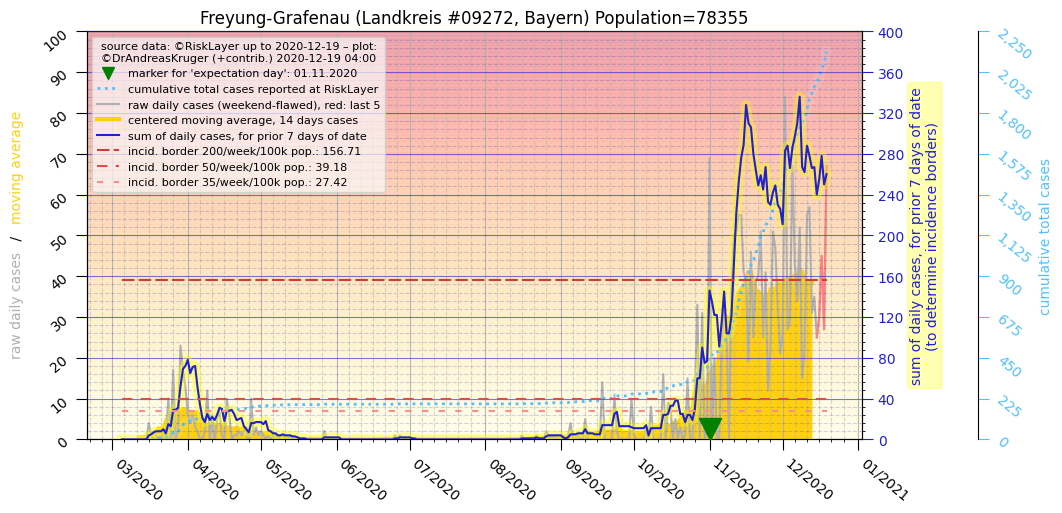 Freyung-Grafenau (Landkreis #09272, Bayern) Population=78355
source data: ©RiskLayer up to 2020-12-19 – plot:
©DrAndreasKruger (+contrib.) 2020-12-19 04:00
marker for 'expectation day': 01.11.2020
cumulative total cases reported at RiskLayer
raw daily cases (weekend-flawed), red: last 5
centered moving average, 14 days cases
sum of daily cases, for prior 7 days of date
incid. border 200/week/100k pop.: 156.71
incid. border 50/week/100k pop.: 39.18
incid. border 35/week/100k pop.: 27.42
raw daily cases / moving average
100
90
80
70
60
50
40
30
20
10
0
03/2020
04/2020
05/2020
06/2020
07/2020
08/2020
09/2020
10/2020
11/2020
12/2020
01/2021
400
360
320
280
240
200
160
120
80
40
0
sum of daily cases, for prior 7 days of date
(to determine incidence borders)
2,250
2,025
1,800
1,575
1,350
1,125
900
675
450
225
0
cumulative total cases